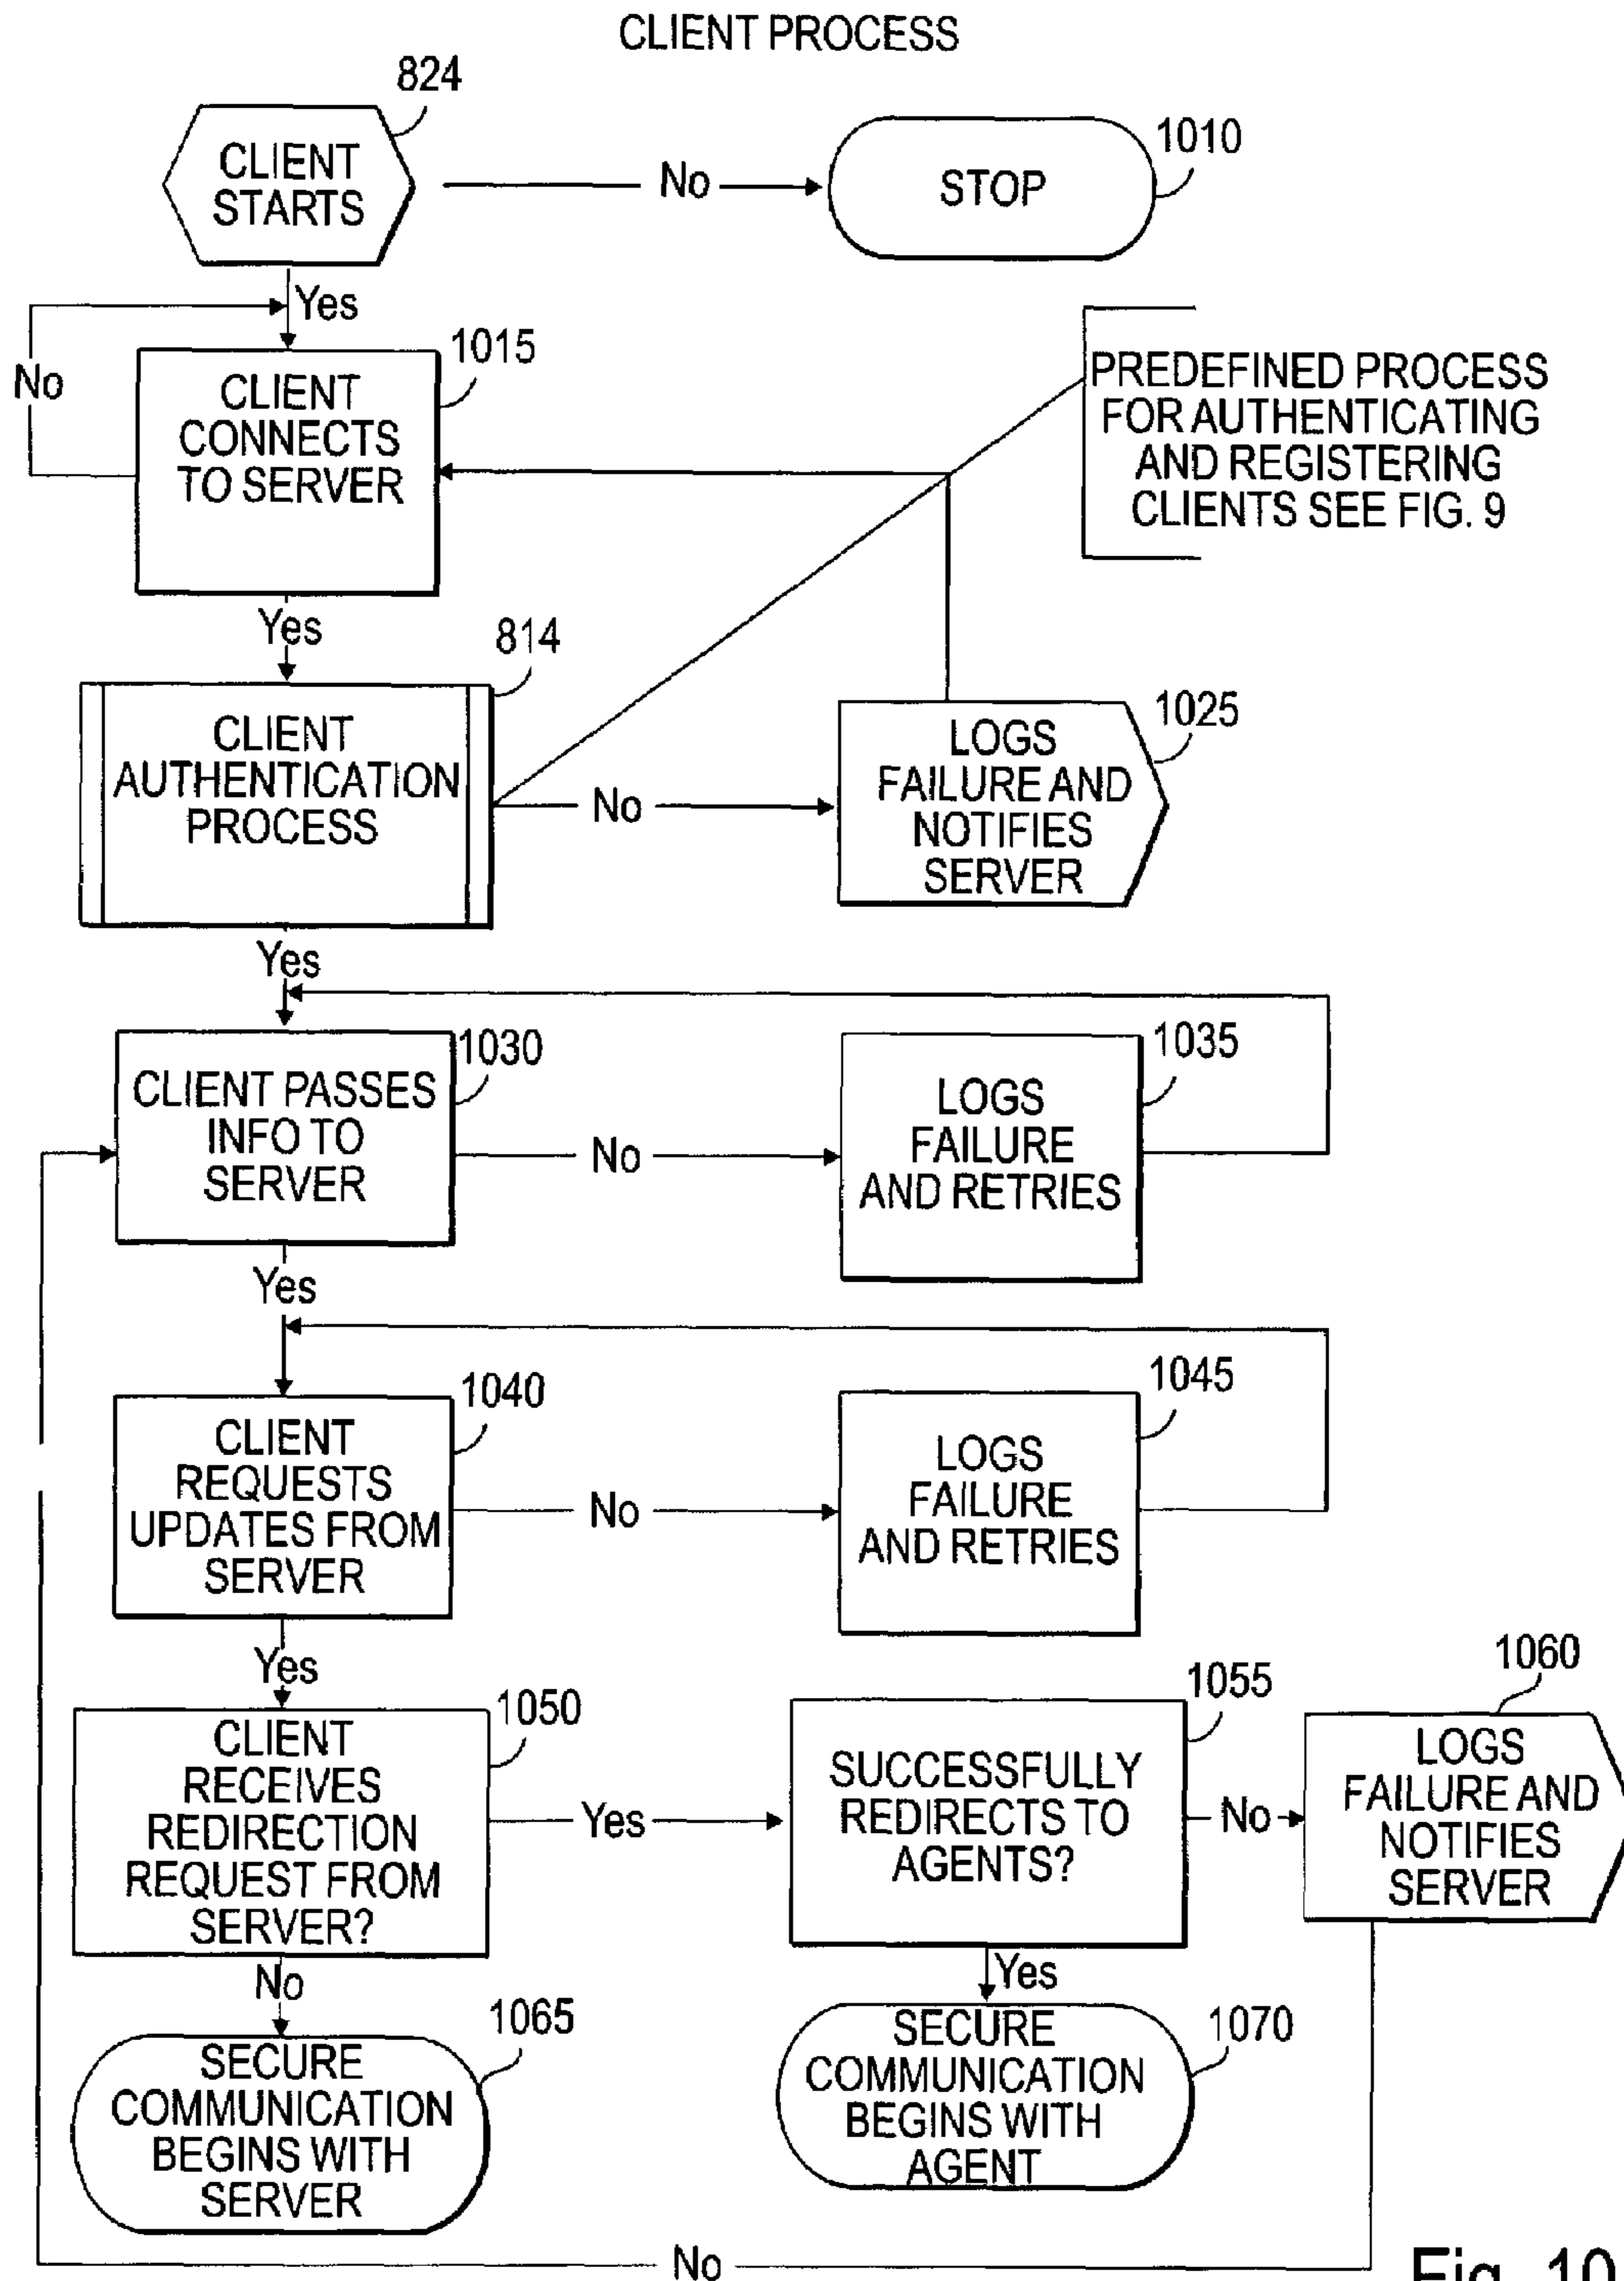 CLIENT PROCESS
824
CLIENT
STARTS
No
STOP
1010
Yes
No
1015
CLIENT
CONNECTS
TO SERVER
PREDEFINED PROCESS
FOR AUTHENTICATING
AND REGISTERING
CLIENTS SEE FIG. 9
Yes
814
CLIENT
AUTHENTICATION
PROCESS
No
1025
LOGS
FAILURE AND
NOTIFIES
SERVER
Yes
1030
CLIENT PASSES
INFO TO
SERVER
No
1035
LOGS
FAILURE
AND RETRIES
Yes
1040
CLIENT
REQUESTS
UPDATES FROM
SERVER
No
1045
LOGS
FAILURE
AND RETRIES
Yes
1050
CLIENT
RECEIVES
REDIRECTION
REQUEST FROM
SERVER?
Yes
1055
SUCCESSFULLY
REDIRECTS TO
AGENTS?
No
1060
LOGS
FAILURE AND
NOTIFIES
SERVER
No
1065
SECURE
COMMUNICATION
BEGINS WITH
SERVER
Yes
1070
SECURE
COMMUNICATION
BEGINS WITH
AGENT
No
Fig. 10